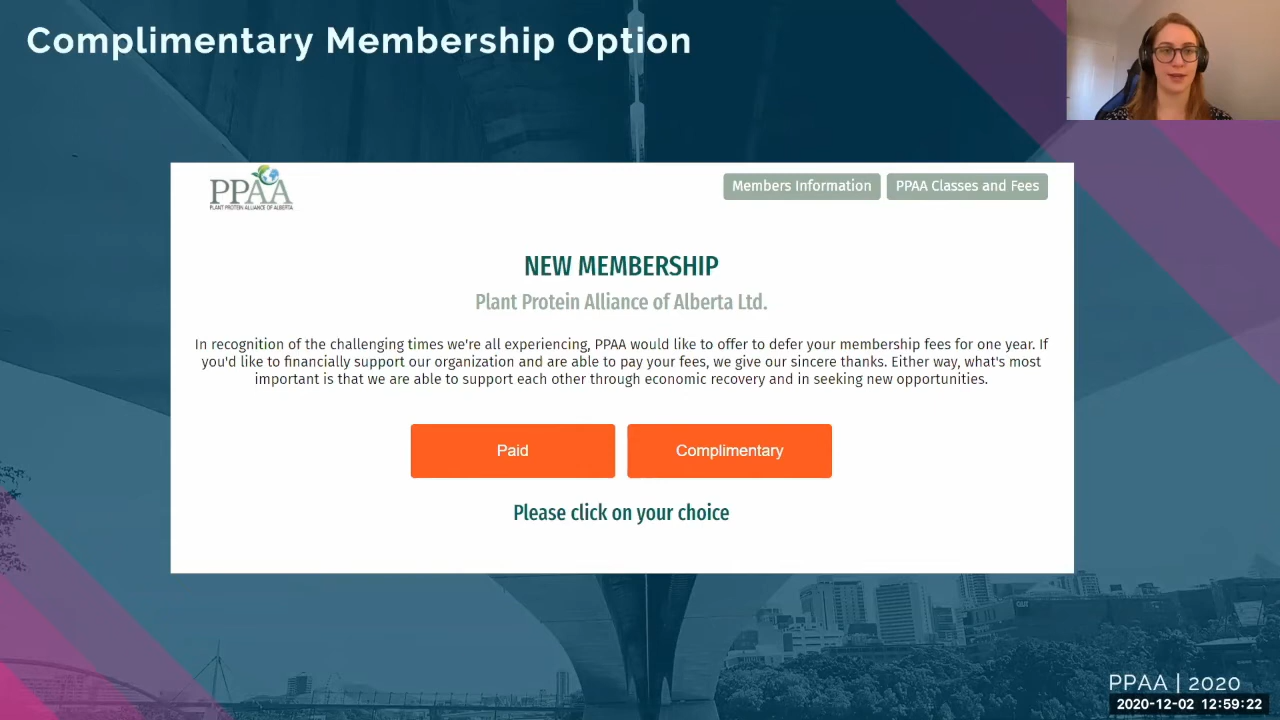 Complimentary Membership Option
PPAA
PLANT PROTEIN ALLIANCE OF ALBERTA
Members Information
PPAA Classes and Fees
NEW MEMBERSHIP
Plant Protein Alliance of Alberta Ltd.
In recognition of the challenging times we're all experiencing, PPAA would like to offer to defer your membership fees for one year. If
you'd like to financially support our organization and are able to pay your fees, we give our sincere thanks. Either way, what's most
important is that we are able to support each other through economic recovery and in seeking new opportunities.
Paid
Complimentary
Please click on your choice
QUT
PPAA | 2020
2020-12-02 12:59:22